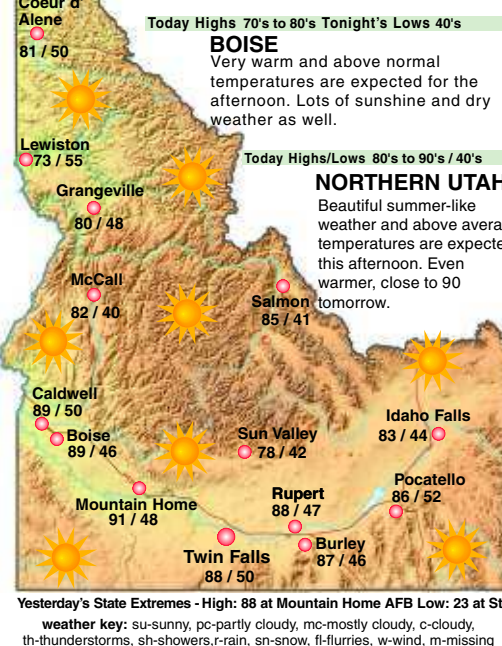 Coeur d'
Alene
81 / 50
Today Highs 70's to 80's Tonight's Lows 40's
BOISE
Very warm and above normal
temperatures are expected for the
afternoon. Lots of sunshine and dry
weather as well.
Lewiston
73 / 55
Today Highs/Lows 80's to 90's / 40's
NORTHERN UTAH
Beautiful summer-like
weather and above avera
temperatures are expecte
this afternoon. Even
warmer, close to 90
tomorrow.
Grangeville
80 / 48
McCall
82 / 40
Salmon
85 / 41
Caldwell
89 / 50
Boise
89 / 46
Sun Valley
78 / 42
Idaho Falls
83 / 44
Mountain Home
91 / 48
Rupert
88 / 47
Pocatello
86 / 52
Twin Falls
88 / 50
Burley
87 / 46
Yesterday's State Extremes - High: 88 at Mountain Home AFB Low: 23 at St
weather key: su-sunny, pc-partly cloudy, mc-mostly cloudy, c-cloudy,
th-thunderstorms, sh-showers,r-rain, sn-snow, fl-flurries, w-wind, m-missing